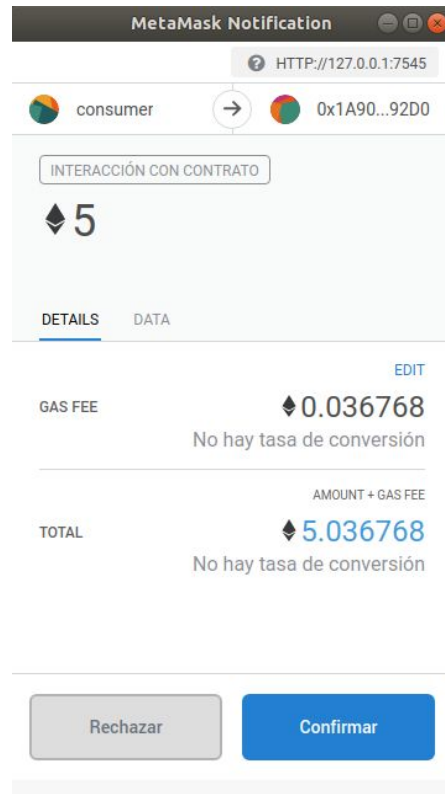 MetaMask Notification
HTTP://127.0.0.1:7545
consumer 0x1A90...92D0
INTERACCIÓN CON CONTRATO
5
DETAILS DATA
EDIT
GAS FEE 0.036768
No hay tasa de conversión
AMOUNT + GAS FEE
TOTAL 5.036768
No hay tasa de conversión
Rechazar Confirmar